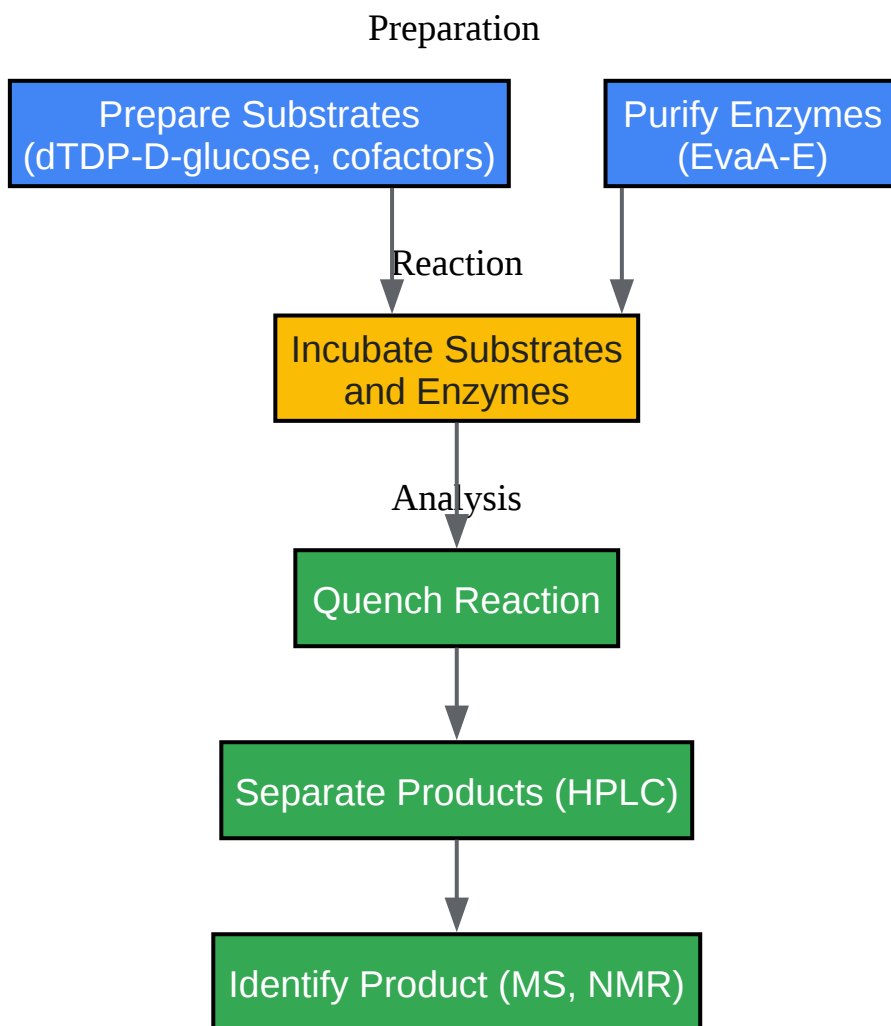 Preparation
Prepare Substrates
(dTDP-D-glucose, cofactors)
Purify Enzymes
(EvaA-E)
Reaction
Incubate Substrates
and Enzymes
Analysis
Quench Reaction
Separate Products (HPLC)
Identify Product (MS, NMR)